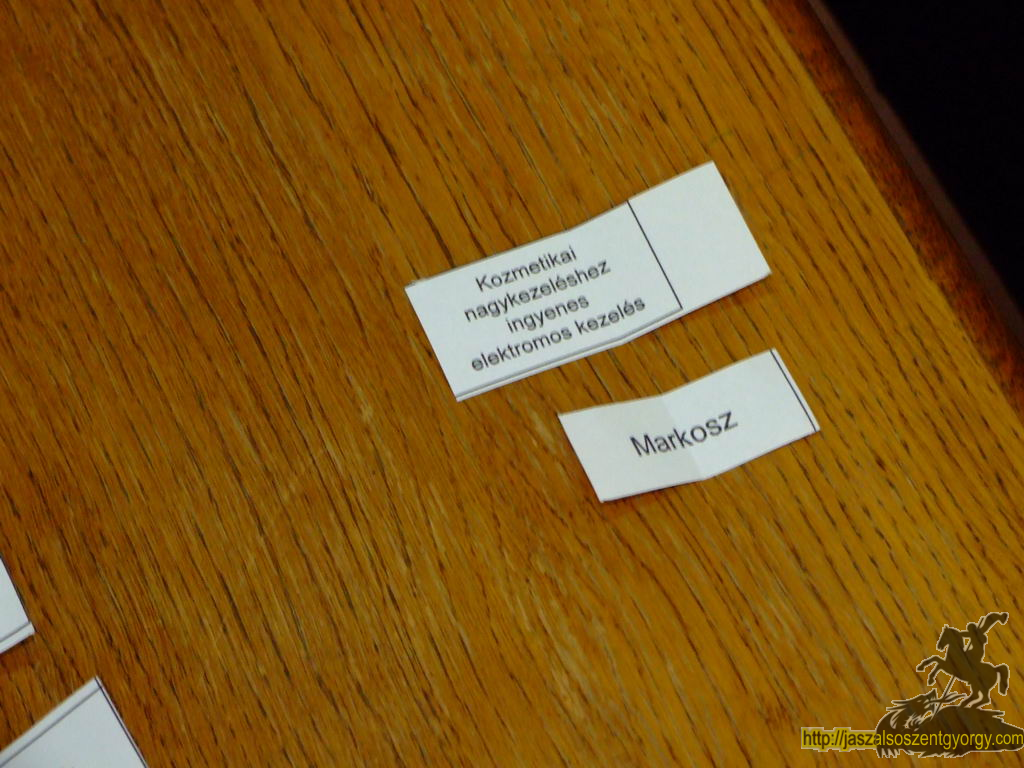 Kozmetikai
nagykezeléshez
ingyenes
elektromos kezelés
Markosz
http://jaszalsoszentgyorgy.com